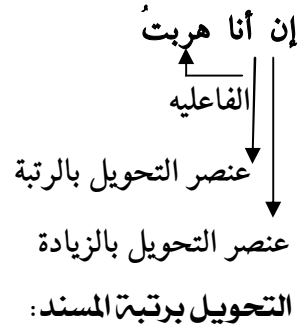 إن أنا هربتُ
الفاعليه
عنصر التحويل بالرتبة
عنصر التحويل بالزيادة
التحويل برتبة المسند: